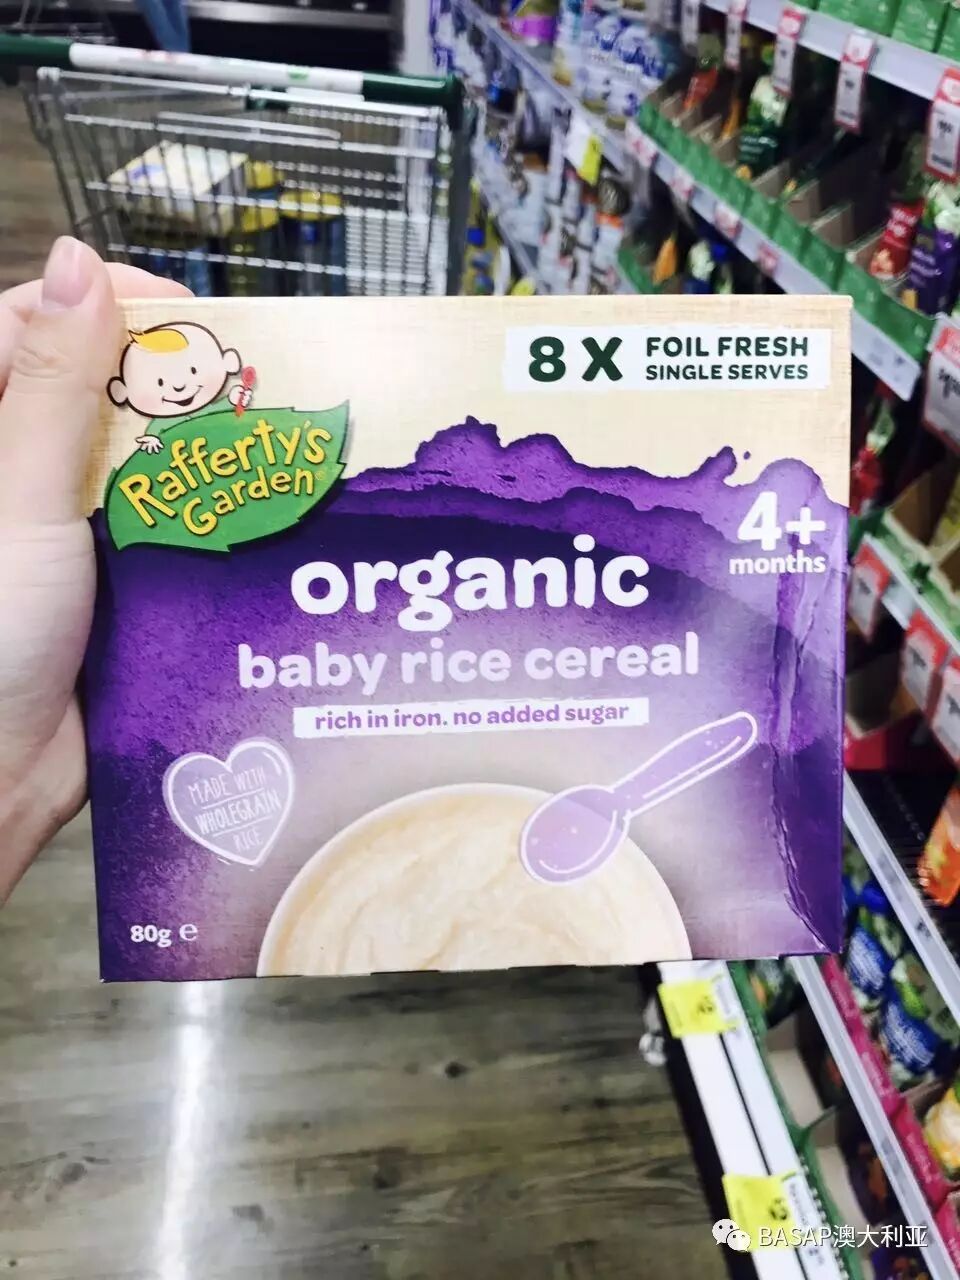 8 X
FOIL FRESH
SINGLE SERVES
Rafferty's
Garden
4+
months
organic
baby rice cereal
rich in iron. no added sugar
MADE WITH
WHOLEGRAIN
RICE
80g e
BASAP澳大利亚